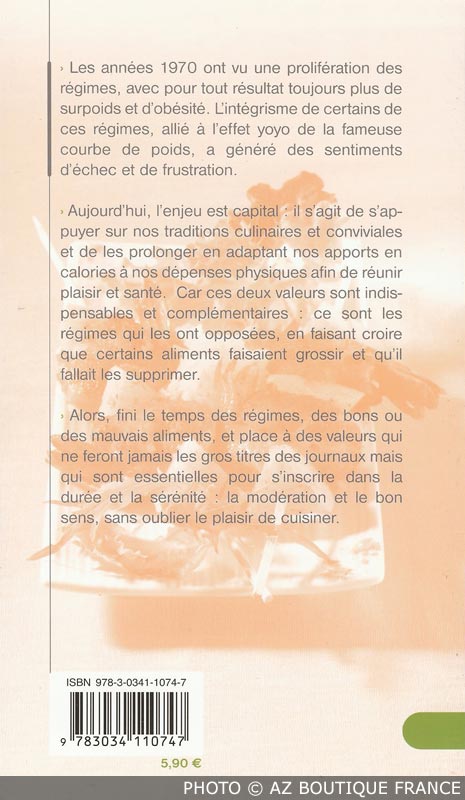 › Les années 1970 ont vu une prolifération des
régimes, avec pour tout résultat toujours plus de
surpoids et d'obésité. L'intégrisme de certains de
ces régimes, allié à l'effet yoyo de la fameuse
courbe de poids, a généré des sentiments
d'échec et de frustration.
› Aujourd'hui, l'enjeu est capital : il s'agit de s'ap-
puyer sur nos traditions culinaires et conviviales
et de les prolonger en adaptant nos apports en
calories à nos dépenses physiques afin de réunir
plaisir et santé. Car ces deux valeurs sont indis-
pensables et complémentaires : ce sont les
régimes qui les ont opposées, en faisant croire
que certains aliments faisaient grossir et qu'il
fallait les supprimer.
› Alors, fini le temps des régimes, des bons ou
des mauvais aliments, et place à des valeurs qui
ne feront jamais les gros titres des journaux mais
qui sont essentielles pour s'inscrire dans la
durée et la sérénité : la modération et le bon
sens, sans oublier le plaisir de cuisiner.
ISBN 978-3-0341-1074-7
9 783034 110747
5,90 €
PHOTO © AZ BOUTIQUE FRANCE